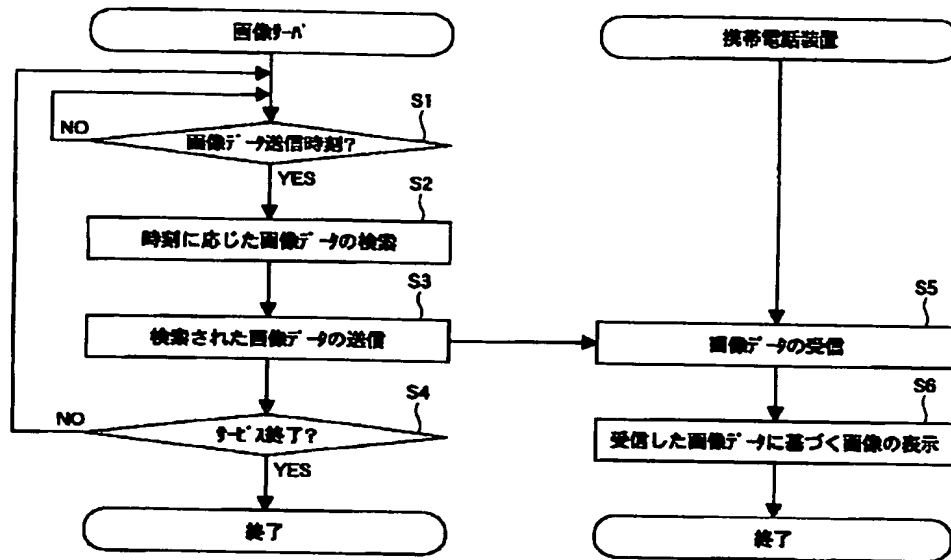 画像サーバ
携帯電話装置
S1
NO
画像データ送信時刻?
YES
S2
時刻に応じた画像データの検索
S3
検索された画像データの送信
S5
画像データの受信
S4
NO
サービス終了?
YES
S6
受信した画像データに基づく画像の表示
終了
終了